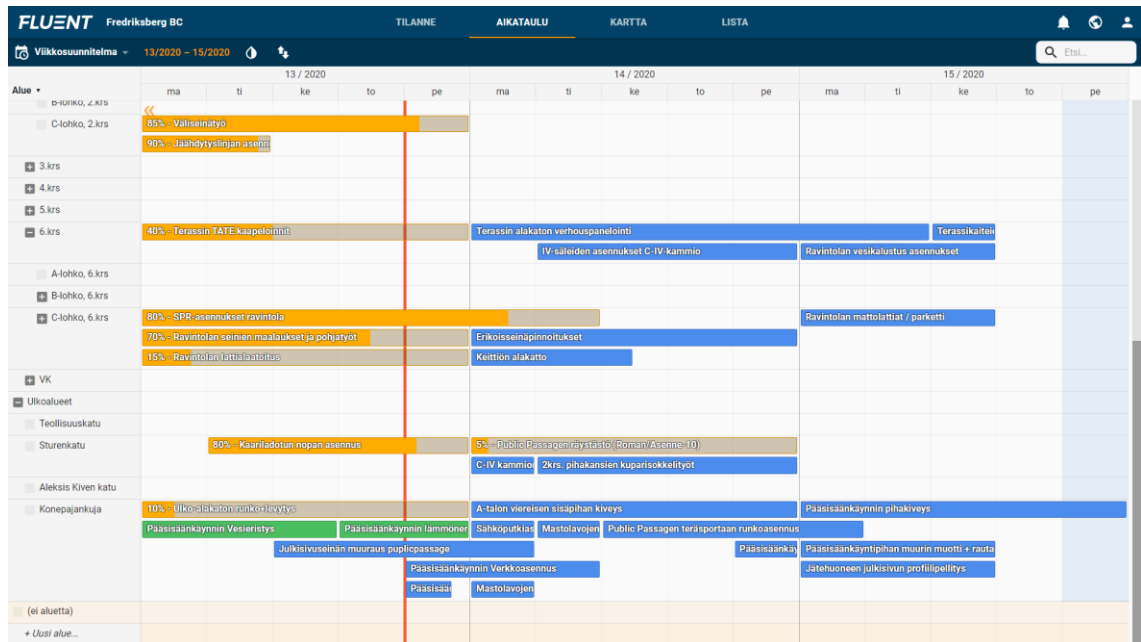 FLUENT Fredriksberg BC TILANNE AIKATAULU KARTTA LISTA
Viikkosuunnitelma 13/2020 – 15/2020 Etsi...
13 / 2020 14 / 2020 15 / 2020
Alue ma ti ke to pe ma ti ke to pe ma ti ke to pe
B-lohko, 2.krs
C-lohko, 2.krs 85% - Väliseinätyö
90% - Jäähdytyslinjan asenn
3.krs
4.krs
5.krs
6.krs 40% - Terassin TATE kaapeloinnit Terassin alakaton verhouspanelointi Terassikaitei
IV-säleiden asennukset C-IV-kammio Ravintolan vesikalustus asennukset
A-lohko, 6.krs
B-lohko, 6.krs
C-lohko, 6.krs 80% - SPR-asennukset ravintola Ravintolan mattolattiat / parketti
70% - Ravintolan seinien maalaukset ja pohjatyöt Erikoisseinäpinnoitukset
15% - Ravintolan lattialaatoitus Keittiön alakatto
VK
Ulkoalueet
Teollisuuskatu
Sturenkatu 80% - Kaariladotun nopan asennus 5% - Public Passagen räystästö (Roman/Asenne-10)
C-IV kammio 2krs. pihakansien kuparisokkelityöt
Aleksis Kiven katu
Konepajankuja 10% - Ulko-alakaton runko+levytys A-talon viereisen sisäpihan kiveys Pääsisäänkäynnin pihakiveys
Pääsisäänkäynnin Vesieristys Pääsisäänkäynnin lämmöner Sähköputkias Mastolavojen Public Passagen teräsportaan runkoasennus
Julkisivuseinän muuraus puplicpassage Pääsisäänkäy Pääsisäänkäyntipihan muurin muotti + rauta
Pääsisäänkäynnin Verkkoasennus Jätehuoneen julkisivun profiilipellitys
Pääsisää Mastolavojen
(ei aluetta)
+ Uusi alue...